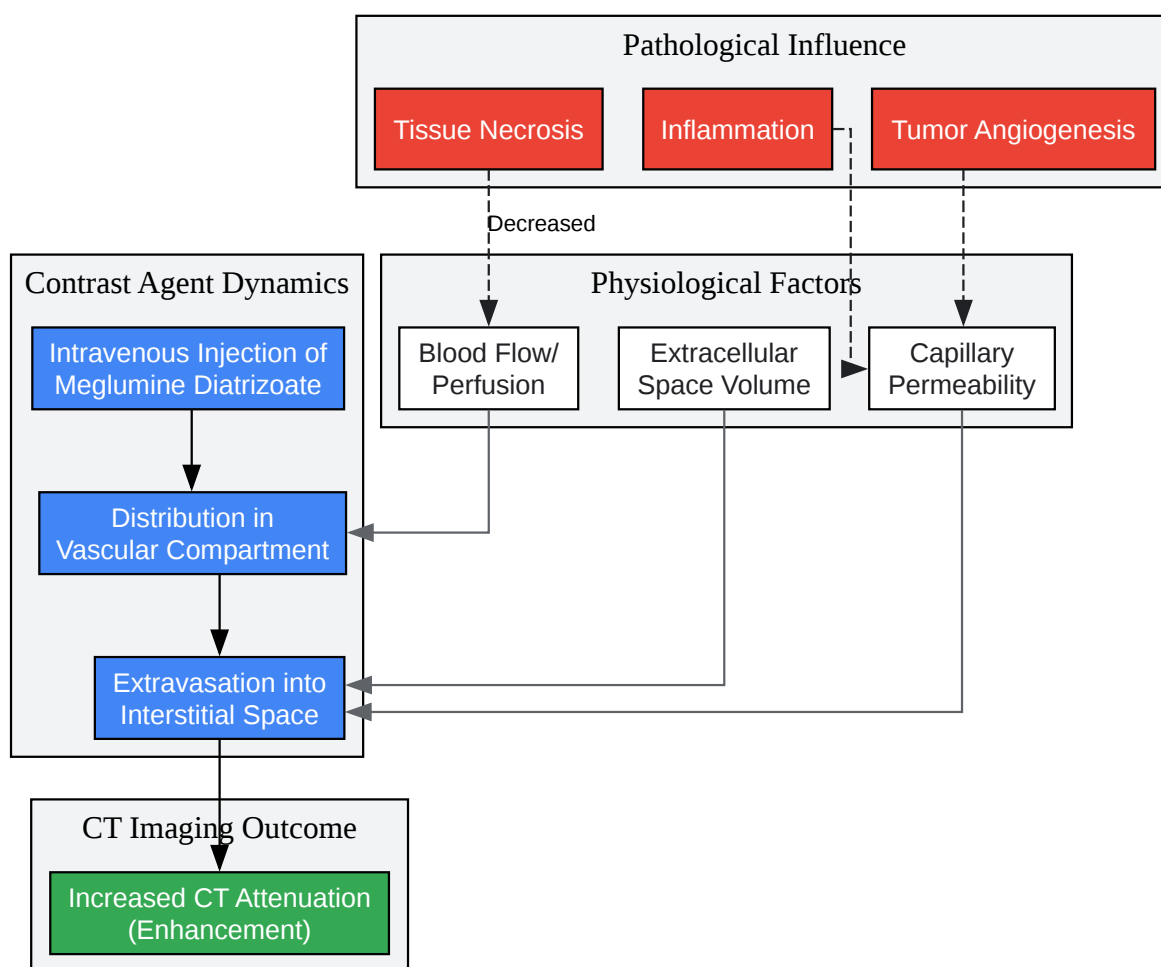 Pathological Influence
Tissue Necrosis
Inflammation
Tumor Angiogenesis
Decreased
Contrast Agent Dynamics
Intravenous Injection of
Meglumine Diatrizoate
Distribution in
Vascular Compartment
Extravasation into
Interstitial Space
Physiological Factors
Blood Flow/
Perfusion
Extracellular
Space Volume
Capillary
Permeability
CT Imaging Outcome
Increased CT Attenuation
(Enhancement)